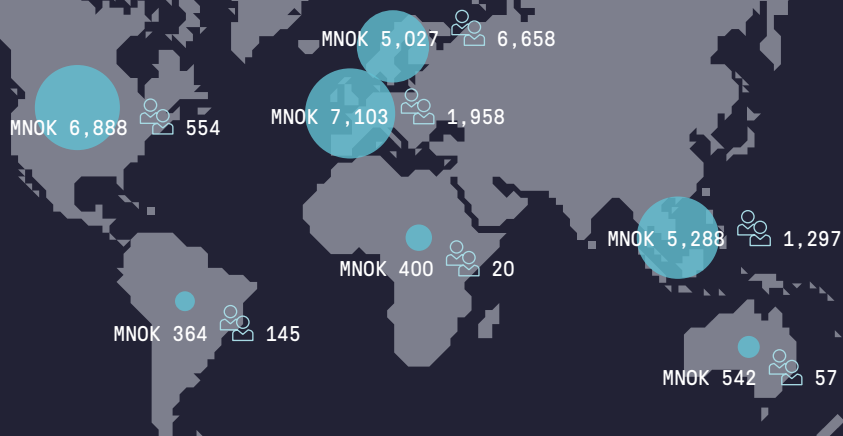 MNOK 5,027 6,658
MNOK 6,888 554
MNOK 7,103 1,958
MNOK 5,288 1,297
MNOK 400 20
MNOK 364 145
MNOK 542 57